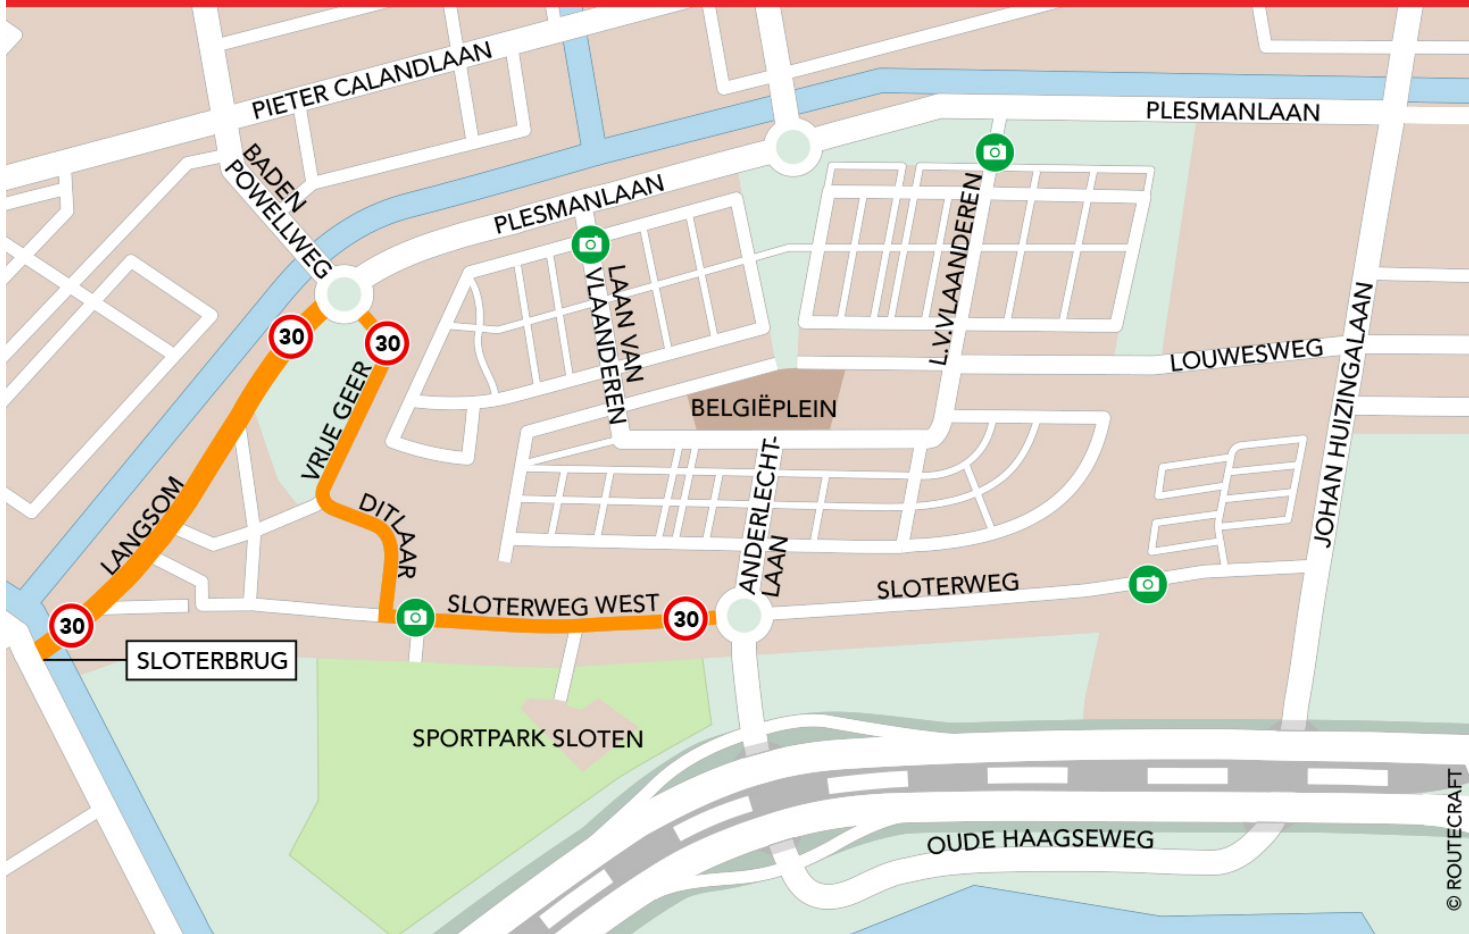 PIETER CALANDLAAN
PLESMANLAAN
BADEN
POWELLWEG
PLESMANLAAN
L.V.VLAANDEREN
LAAN VAN
VLAANDEREN
30
30
LOUWESWEG
JOHAN HUIZINGALAAN
VRIJE GEER
BELGIËPLEIN
LANGSOM
DITLAAR
ANDERLECHT-
LAAN
SLOTERWEG
SLOTERWEG WEST
30
30
SLOTERBRUG
SPORTPARK SLOTEN
OUDE HAAGSEWEG
© ROUTECRAFT